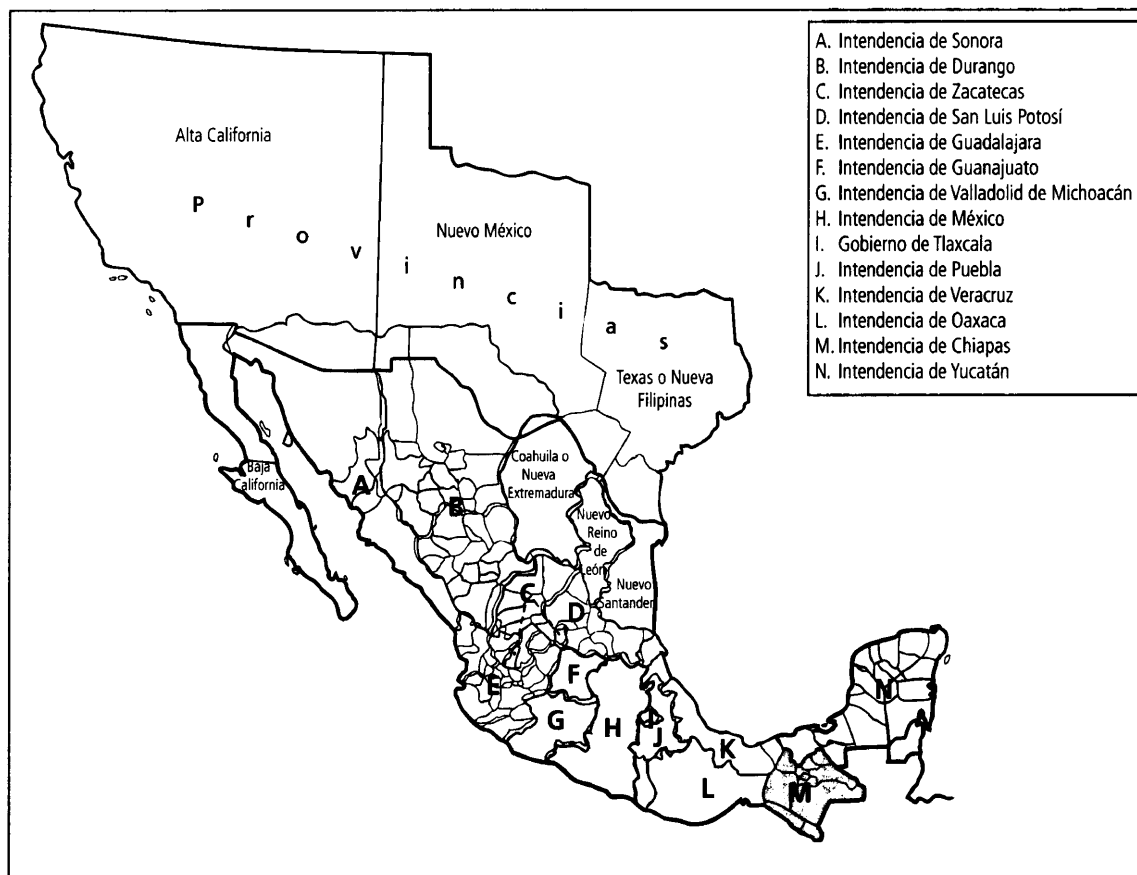 A. Intendencia de Sonora
B. Intendencia de Durango
C. Intendencia de Zacatecas
D. Intendencia de San Luis Potosí
E. Intendencia de Guadalajara
F. Intendencia de Guanajuato
G. Intendencia de Valladolid de Michoacán
H. Intendencia de México
I. Gobierno de Tlaxcala
J. Intendencia de Puebla
K. Intendencia de Veracruz
L. Intendencia de Oaxaca
M. Intendencia de Chiapas
N. Intendencia de Yucatán
Alta California
Provincias
Nuevo México
Texas o Nueva
Filipinas
Coahuila o
Nueva
Extremadura
Baja
California
Nuevo
Reino
de
León
Nuevo
Santander
A
B
C
D
E
F
G
H
I
J
K
L
M
N